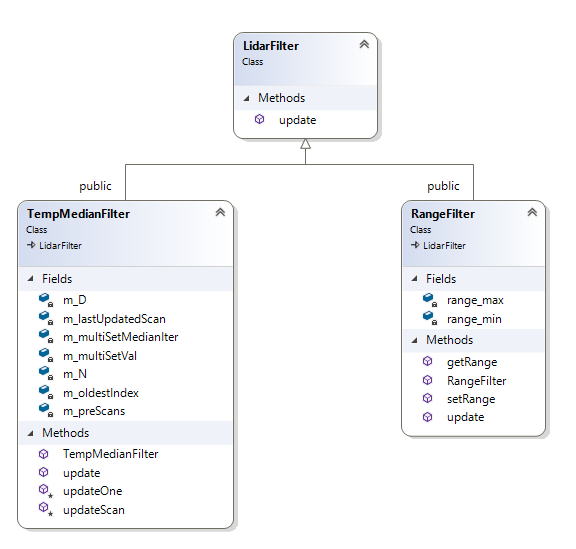 LidarFilter
Class
Methods
update
public
public
TempMedianFilter
Class
LidarFilter
Fields
m_D
m_lastUpdatedScan
m_multiSetMedianIter
m_multiSetVal
m_N
m_oldestIndex
m_preScans
Methods
TempMedianFilter
update
updateOne
updateScan
RangeFilter
Class
LidarFilter
Fields
range_max
range_min
Methods
getRange
RangeFilter
setRange
update